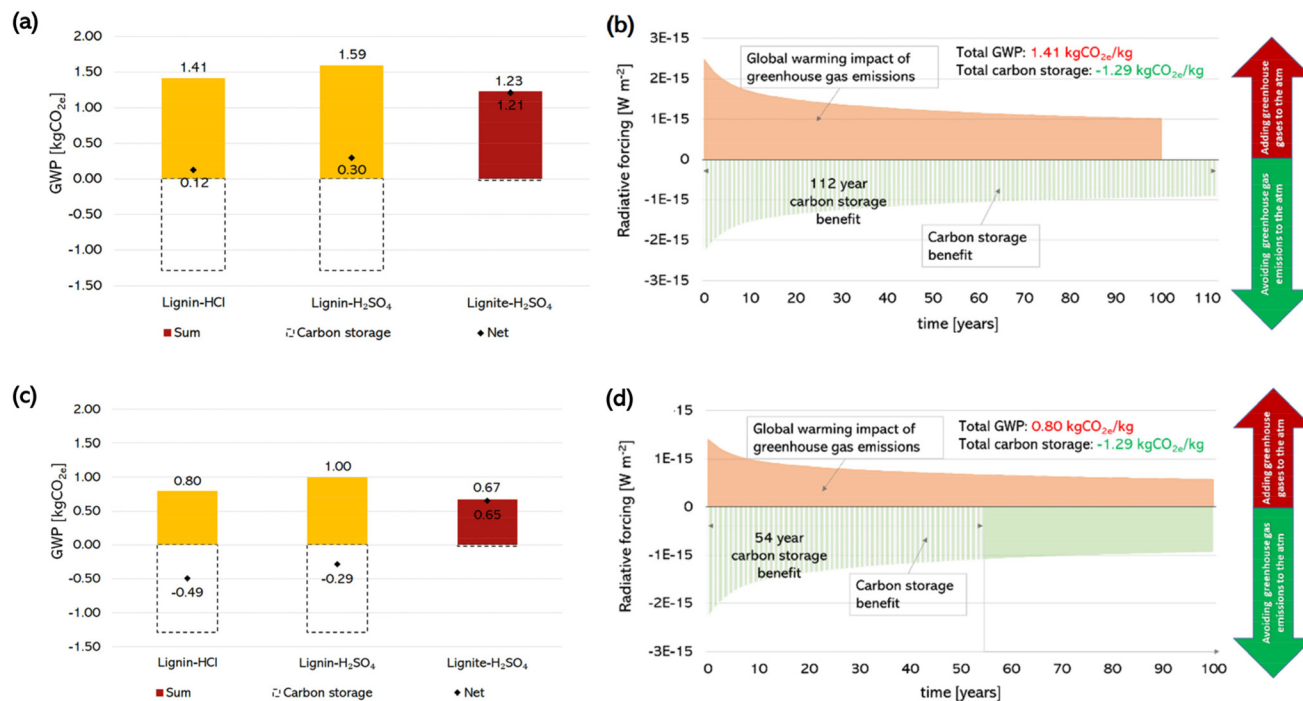 (a)
2.00
1.50
1.00
0.50
0.00
-0.50
-1.00
-1.50
GWP [kgCO2e]
1.41
1.59
1.23
1.21
0.12
0.30
Lignin-HCl
Lignin-H2SO4
Lignite-H2SO4
Sum
Carbon storage
Net
(b)
3E-15
2E-15
1E-15
0
-1E-15
-2E-15
-3E-15
Radiative forcing [W m-2]
Global warming impact of
greenhouse gas emissions
Total GWP: 1.41 kgCO2e/kg
Total carbon storage: -1.29 kgCO2e/kg
112 year
carbon storage
benefit
Carbon storage
benefit
0 10 20 30 40 50 60 70 80 90 100 110
time [years]
Adding greenhouse
gases to the atm
Avoiding greenhouse gas
emissions to the atm
(c)
2.00
1.50
1.00
0.50
0.00
-0.50
-1.00
-1.50
GWP [kgCO2e]
0.80
1.00
0.67
0.65
-0.49
-0.29
Lignin-HCl
Lignin-H2SO4
Lignite-H2SO4
Sum
Carbon storage
Net
(d)
·15
·15
1E-15
0
-1E-15
-2E-15
-3E-15
Radiative forcing [W m-2]
Global warming impact of
greenhouse gas emissions
Total GWP: 0.80 kgCO2e/kg
Total carbon storage: -1.29 kgCO2e/kg
54 year
carbon storage
benefit
Carbon storage
benefit
0 10 20 30 40 50 60 70 80 90 100
time [years]
Adding greenhouse
gases to the atm
Avoiding greenhouse gas
emissions to the atm